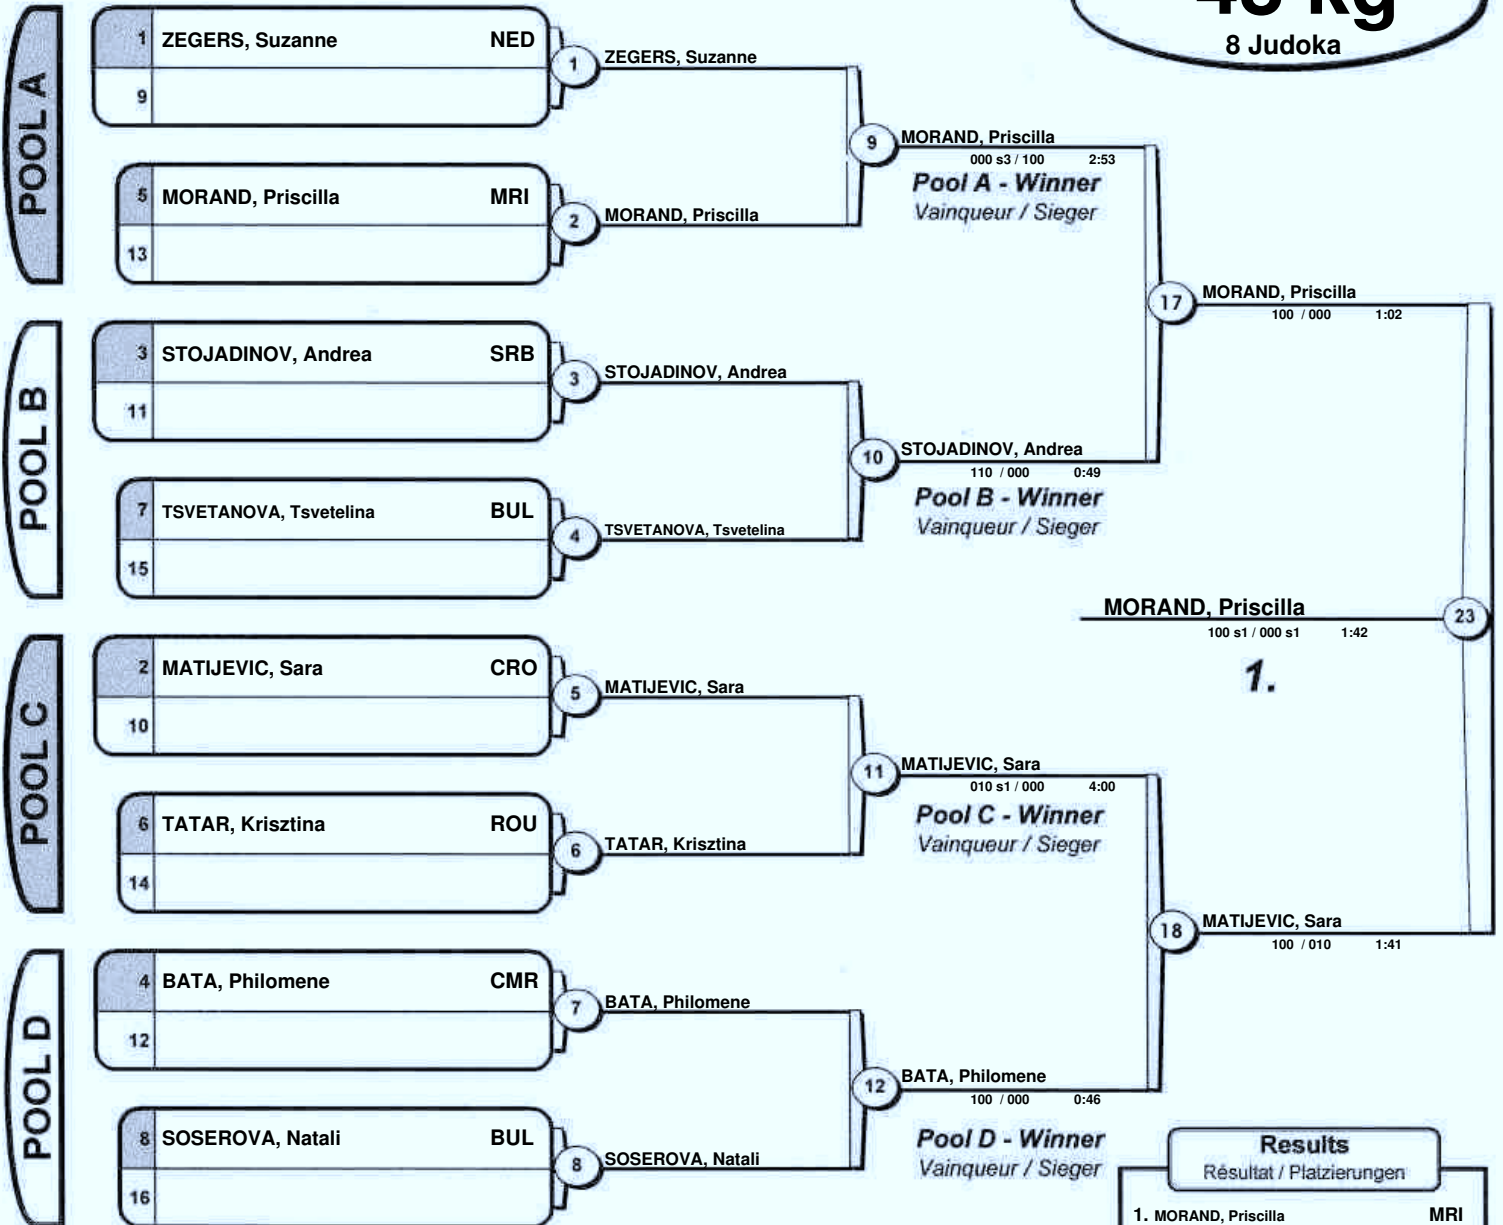 48 kg
8 Judoka
POOL A
1 ZEGERS, Suzanne NED
9
1
ZEGERS, Suzanne
5 MORAND, Priscilla MRI
13
2
MORAND, Priscilla
9
MORAND, Priscilla
000 s3 / 100 2:53
Pool A - Winner
Vainqueur / Sieger
POOL B
3 STOJADINOV, Andrea SRB
11
3
STOJADINOV, Andrea
7 TSVETANOVA, Tsvetelina BUL
15
4
TSVETANOVA, Tsvetelina
10
STOJADINOV, Andrea
110 / 000 0:49
Pool B - Winner
Vainqueur / Sieger
17
MORAND, Priscilla
100 / 000 1:02
MORAND, Priscilla
100 s1 / 000 s1 1:42
23
1.
POOL C
2 MATIJEVIC, Sara CRO
10
5
MATIJEVIC, Sara
6 TATAR, Krisztina ROU
14
6
TATAR, Krisztina
11
MATIJEVIC, Sara
010 s1 / 000 4:00
Pool C - Winner
Vainqueur / Sieger
POOL D
4 BATA, Philomene CMR
12
7
BATA, Philomene
8 SOSEROVA, Natali BUL
16
8
SOSEROVA, Natali
12
BATA, Philomene
100 / 000 0:46
Pool D - Winner
Vainqueur / Sieger
18
MATIJEVIC, Sara
100 / 010 1:41
Results
Résultat / Platzierungen
1. MORAND, Priscilla MRI